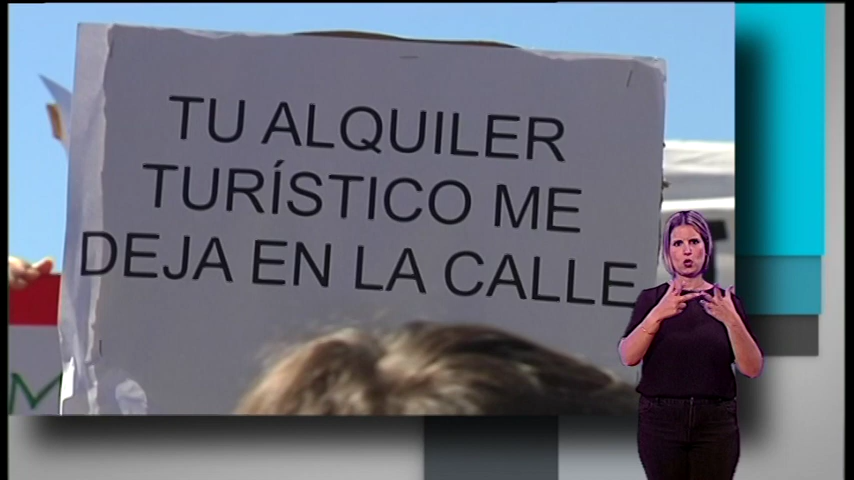 TU ALQUILER
TURÍSTICO ME
DEJA EN LA CALLE
M